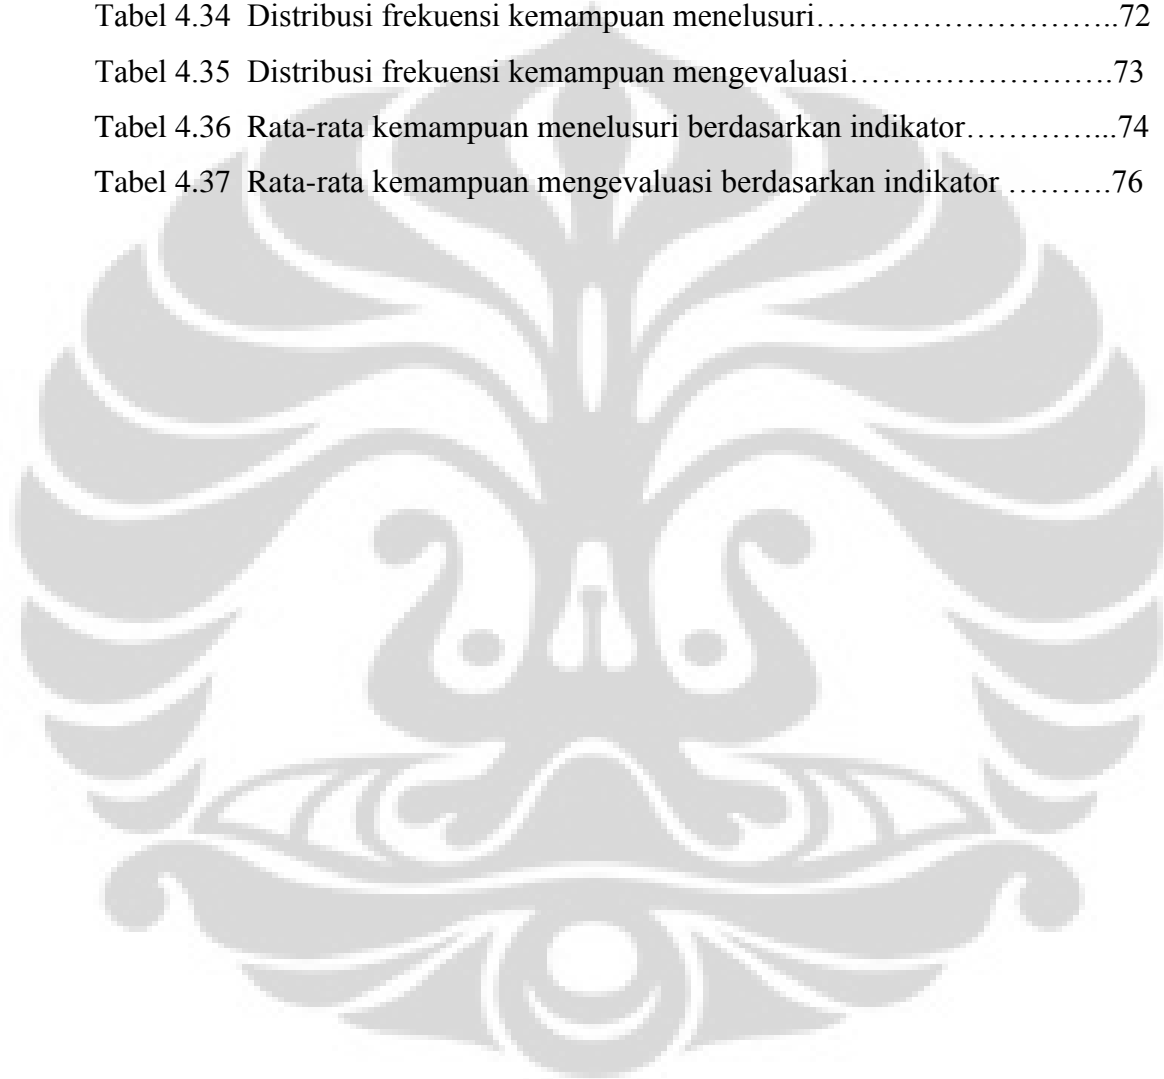 Tabel 4.34 Distribusi frekuensi kemampuan menelusuri……………………………..72
Tabel 4.35 Distribusi frekuensi kemampuan mengevaluasi…………………………73
Tabel 4.36 Rata-rata kemampuan menelusuri berdasarkan indikator……………...74
Tabel 4.37 Rata-rata kemampuan mengevaluasi berdasarkan indikator ……….76